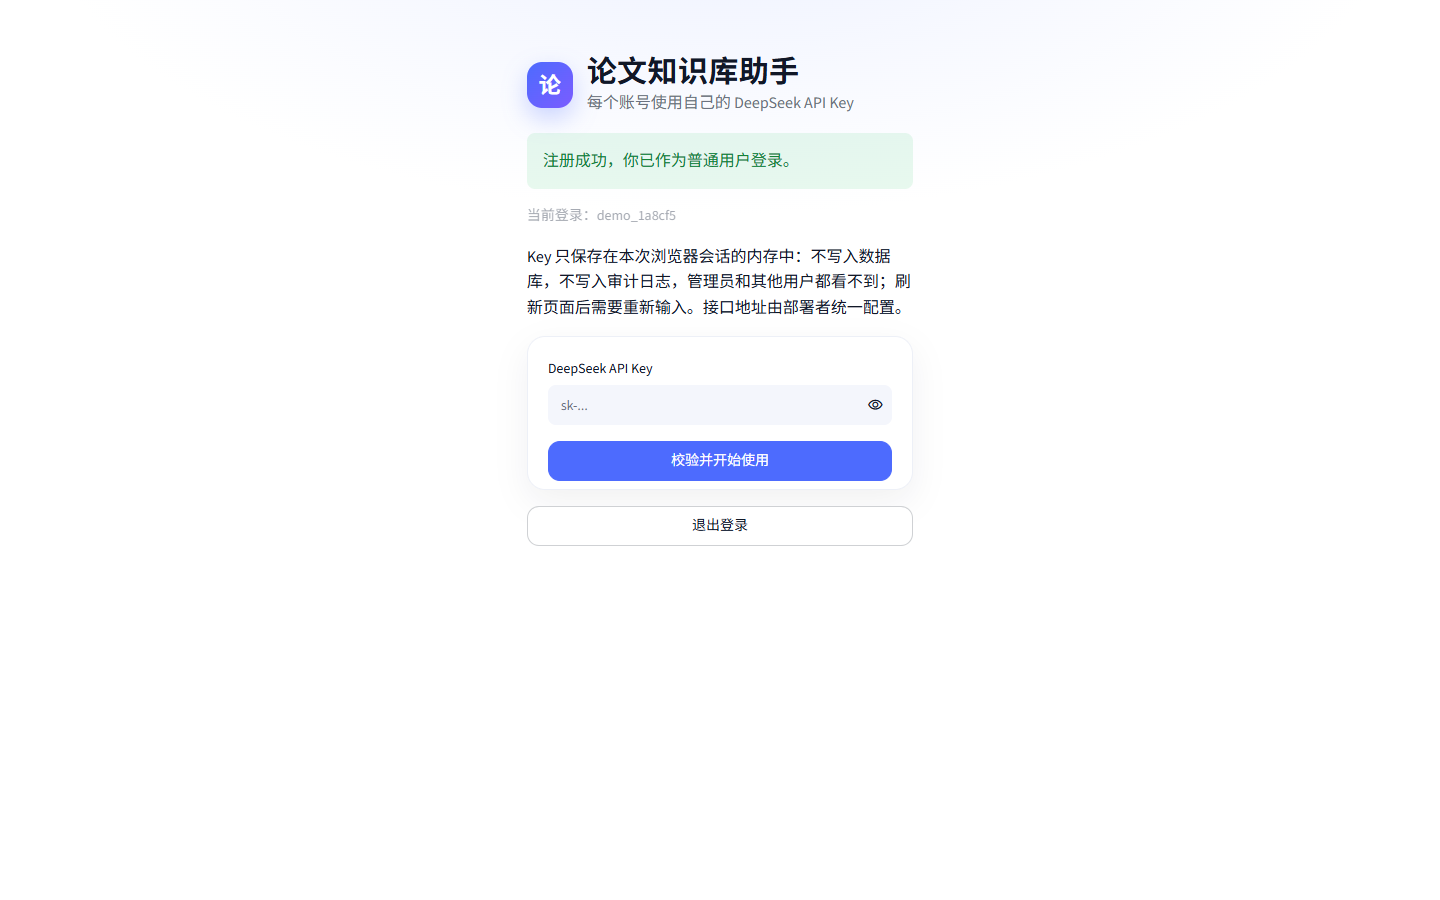 论
论文知识库助手
每个账号使用自己的 DeepSeek API Key
注册成功，你已作为普通用户登录。
当前登录：demo_1a8cf5
Key 只保存在本次浏览器会话的内存中：不写入数据
库，不写入审计日志，管理员和其他用户都看不到；刷
新页面后需要重新输入。接口地址由部署者统一配置。
DeepSeek API Key
sk-...
校验并开始使用
退出登录